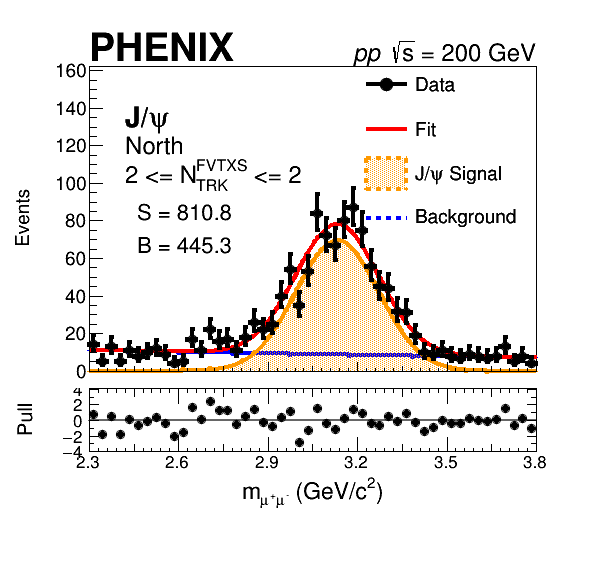 PHENIX pp √s = 200 GeV
160
140
120
100
80
60
40
20
0
Events
J/ψ
North
2 <= N_TRK^FVTXS <= 2
S = 810.8
B = 445.3
Data
Fit
J/ψ Signal
Background
4
2
0
−2
−4
Pull
2.3 2.6 2.9 3.2 3.5 3.8
m_μ⁺μ⁻ (GeV/c²)